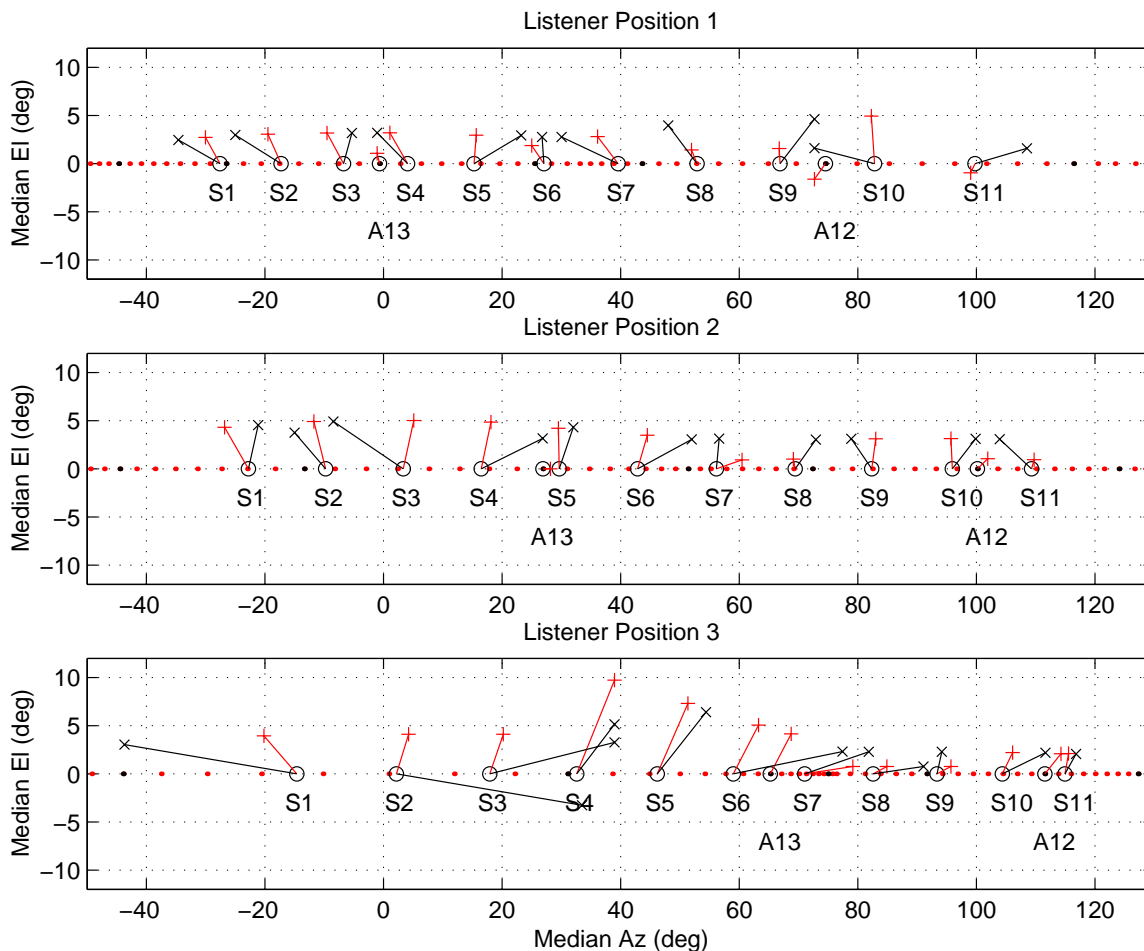 Listener Position 1
10
5
0
−5
−10
Median El (deg)
S1 S2 S3 S4 S5 S6 S7 S8 S9 S10 S11
A13 A12
−40 −20 0 20 40 60 80 100 120
Listener Position 2
10
5
0
−5
−10
Median El (deg)
S1 S2 S3 S4 S5 S6 S7 S8 S9 S10 S11
A13 A12
−40 −20 0 20 40 60 80 100 120
Listener Position 3
10
5
0
−5
−10
Median El (deg)
S1 S2 S3 S4 S5 S6 S7 S8 S9 S10 S11
A13 A12
−40 −20 0 20 40 60 80 100 120
Median Az (deg)